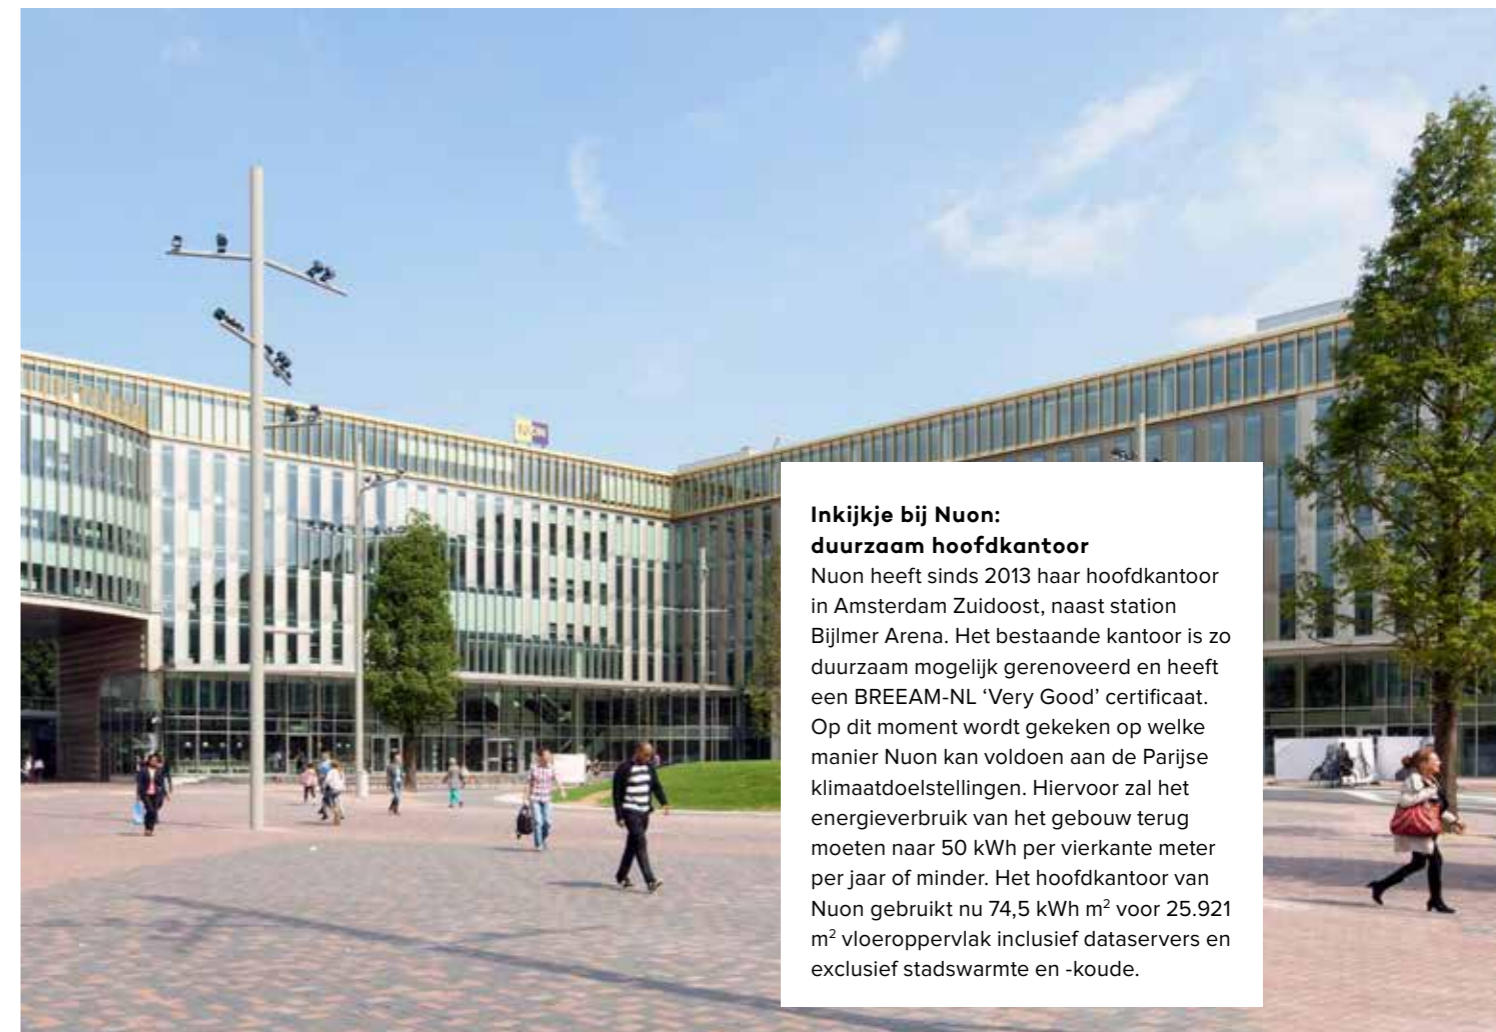 Inkijkje bij Nuon:
duurzaam hoofdkantoor
Nuon heeft sinds 2013 haar hoofdkantoor
in Amsterdam Zuidoost, naast station
Bijlmer Arena. Het bestaande kantoor is zo
duurzaam mogelijk gerenoveerd en heeft
een BREEAM-NL ‘Very Good’ certificaat.
Op dit moment wordt gekeken op welke
manier Nuon kan voldoen aan de Parijse
klimaatdoelstellingen. Hiervoor zal het
energieverbruik van het gebouw terug
moeten naar 50 kWh per vierkante meter
per jaar of minder. Het hoofdkantoor van
Nuon gebruikt nu 74,5 kWh m² voor 25.921
m² vloeroppervlak inclusief dataservers en
exclusief stadswarmte en -koude.